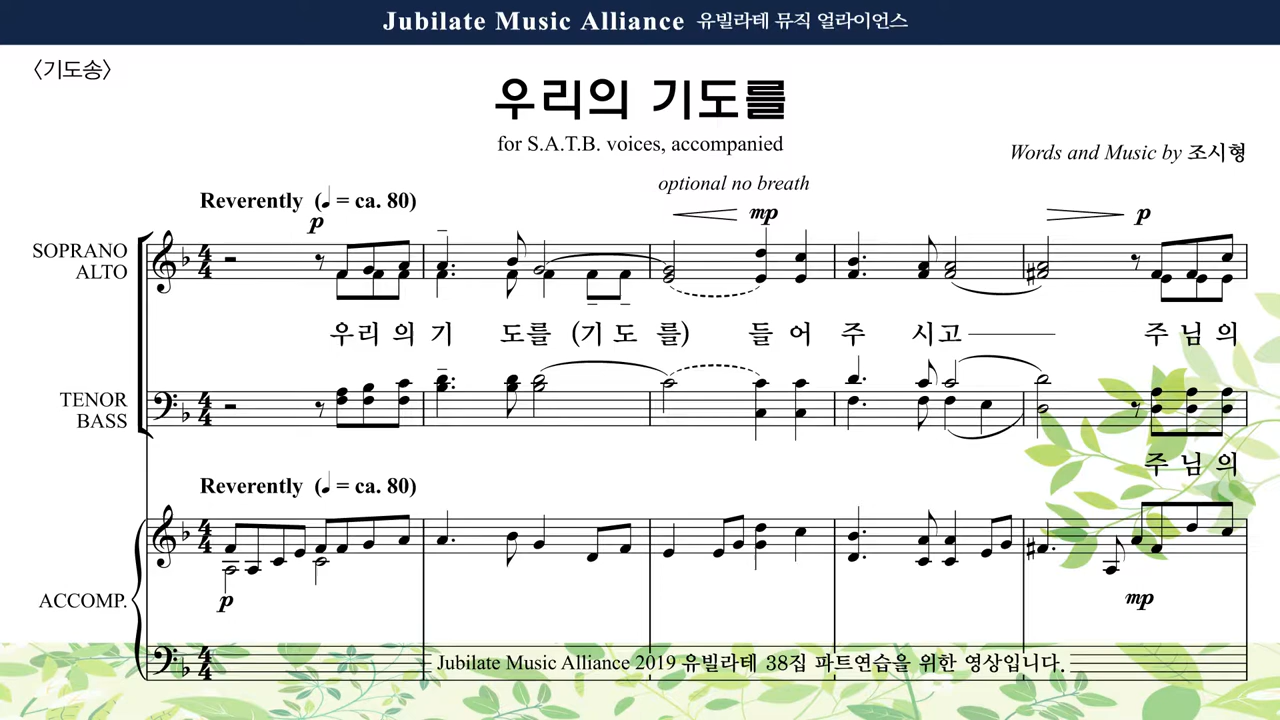 Jubilate Music Alliance 유빌라테 뮤직 얼라이언스
〈기도송〉
우리의 기도를
for S.A.T.B. voices, accompanied
Words and Music by 조시형
optional no breath
Reverently (♩ = ca. 80)
p
mp
p
SOPRANO
ALTO
우리 의 기 도를 (기 도 를) 들 어 주 시고 주 님 의
TENOR
BASS
주 님 의
Reverently (♩ = ca. 80)
ACCOMP.
p
mp
Jubilate Music Alliance 2019 유빌라테 38집 파트연습을 위한 영상입니다.